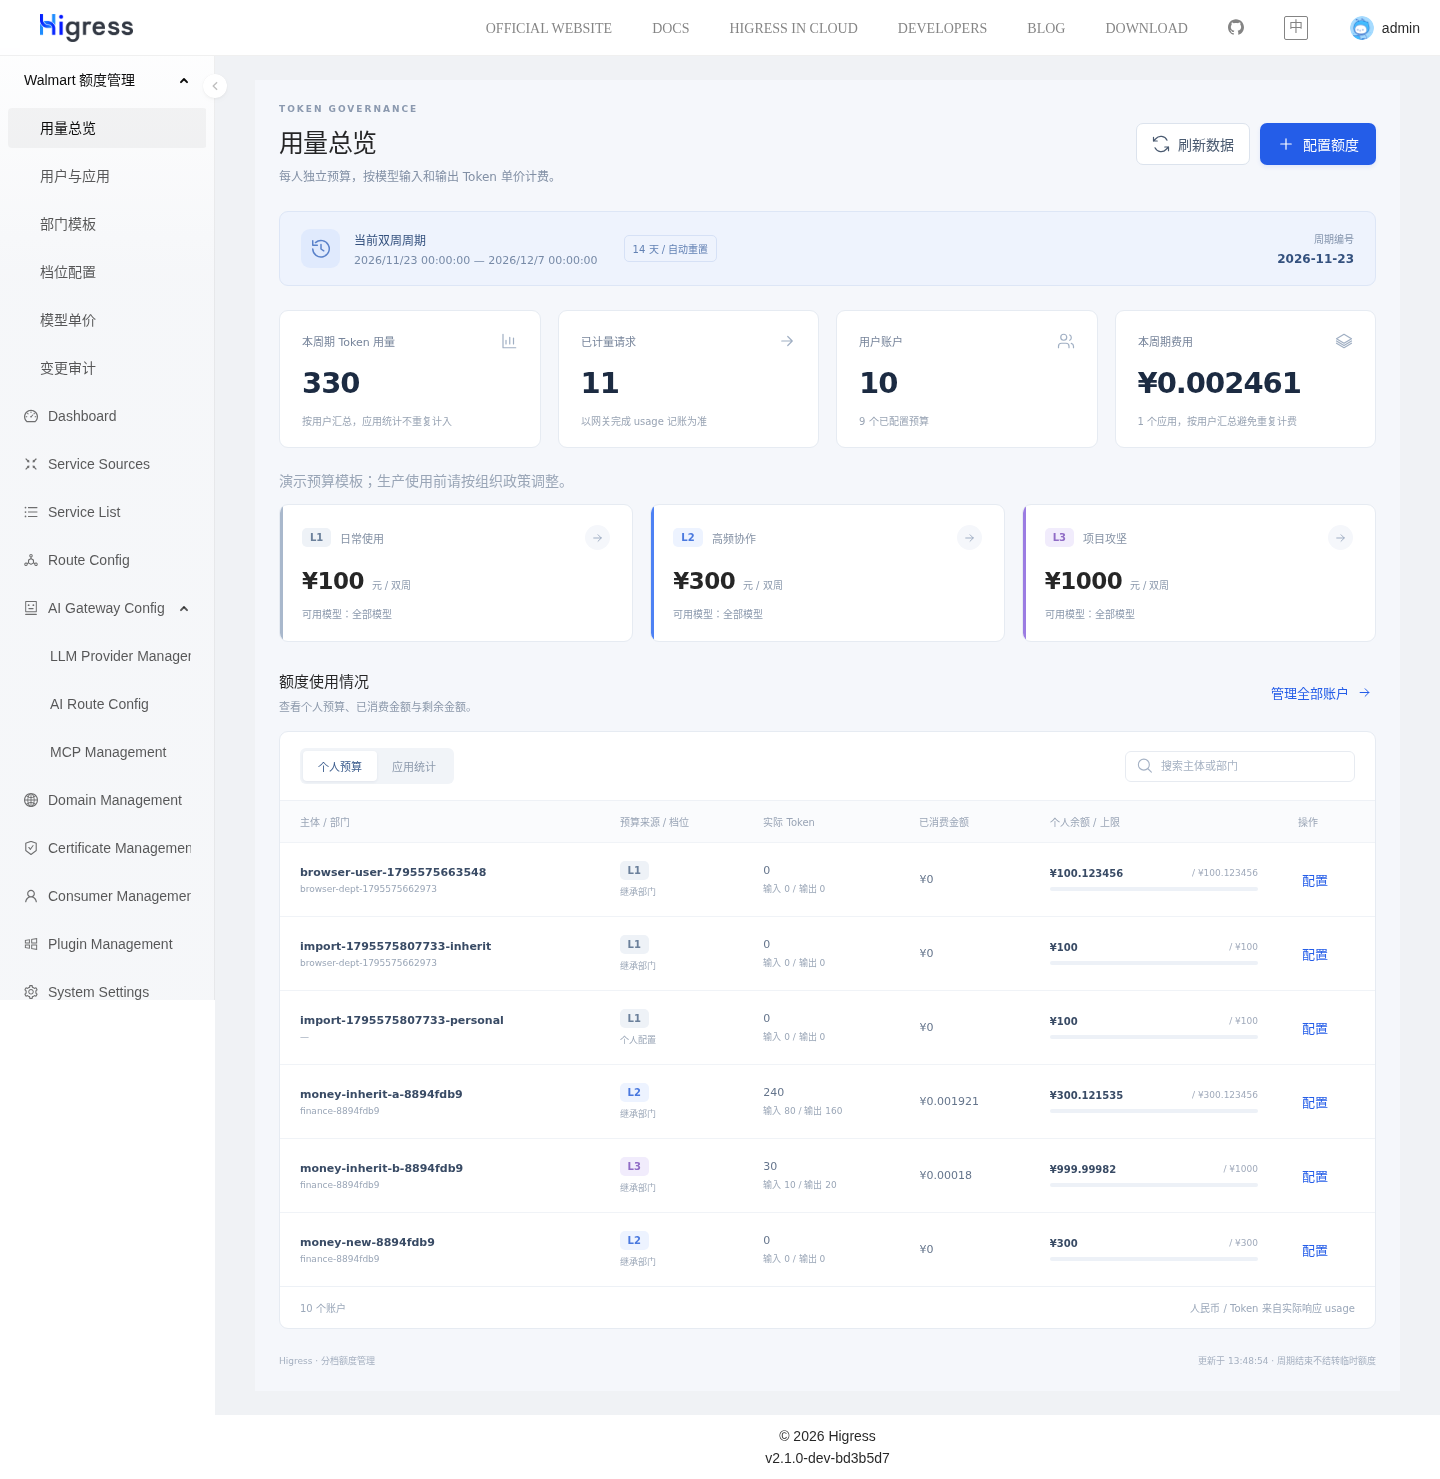 Higress
OFFICIAL WEBSITE
DOCS
HIGRESS IN CLOUD
DEVELOPERS
BLOG
DOWNLOAD
中
admin
Walmart 额度管理
用量总览
用户与应用
部门模板
档位配置
模型单价
变更审计
Dashboard
Service Sources
Service List
Route Config
AI Gateway Config
LLM Provider Manager
AI Route Config
MCP Management
Domain Management
Certificate Managemen
Consumer Managemer
Plugin Management
System Settings
TOKEN GOVERNANCE
用量总览
每人独立预算，按模型输入和输出 Token 单价计费。
刷新数据
配置额度
当前双周周期
2026/11/23 00:00:00 — 2026/12/7 00:00:00
14 天 / 自动重置
周期编号
2026-11-23
本周期 Token 用量
330
按用户汇总，应用统计不重复计入
已计量请求
11
以网关完成 usage 记账为准
用户账户
10
9 个已配置预算
本周期费用
¥0.002461
1 个应用，按用户汇总避免重复计费
演示预算模板；生产使用前请按组织政策调整。
L1 日常使用
¥100 元 / 双周
可用模型：全部模型
L2 高频协作
¥300 元 / 双周
可用模型：全部模型
L3 项目攻坚
¥1000 元 / 双周
可用模型：全部模型
额度使用情况
查看个人预算、已消费金额与剩余金额。
管理全部账户
个人预算
应用统计
搜索主体或部门
主体 / 部门
预算来源 / 档位
实际 Token
已消费金额
个人余额 / 上限
操作
browser-user-1795575663548
browser-dept-1795575662973
L1
继承部门
0
输入 0 / 输出 0
¥0
¥100.123456
/ ¥100.123456
配置
import-1795575807733-inherit
browser-dept-1795575662973
L1
继承部门
0
输入 0 / 输出 0
¥0
¥100
/ ¥100
配置
import-1795575807733-personal
—
L1
个人配置
0
输入 0 / 输出 0
¥0
¥100
/ ¥100
配置
money-inherit-a-8894fdb9
finance-8894fdb9
L2
继承部门
240
输入 80 / 输出 160
¥0.001921
¥300.121535
/ ¥300.123456
配置
money-inherit-b-8894fdb9
finance-8894fdb9
L3
继承部门
30
输入 10 / 输出 20
¥0.00018
¥999.99982
/ ¥1000
配置
money-new-8894fdb9
finance-8894fdb9
L2
继承部门
0
输入 0 / 输出 0
¥0
¥300
/ ¥300
配置
10 个账户
人民币 / Token 来自实际响应 usage
Higress · 分档额度管理
更新于 13:48:54 · 周期结束不结转临时额度
© 2026 Higress
v2.1.0-dev-bd3b5d7